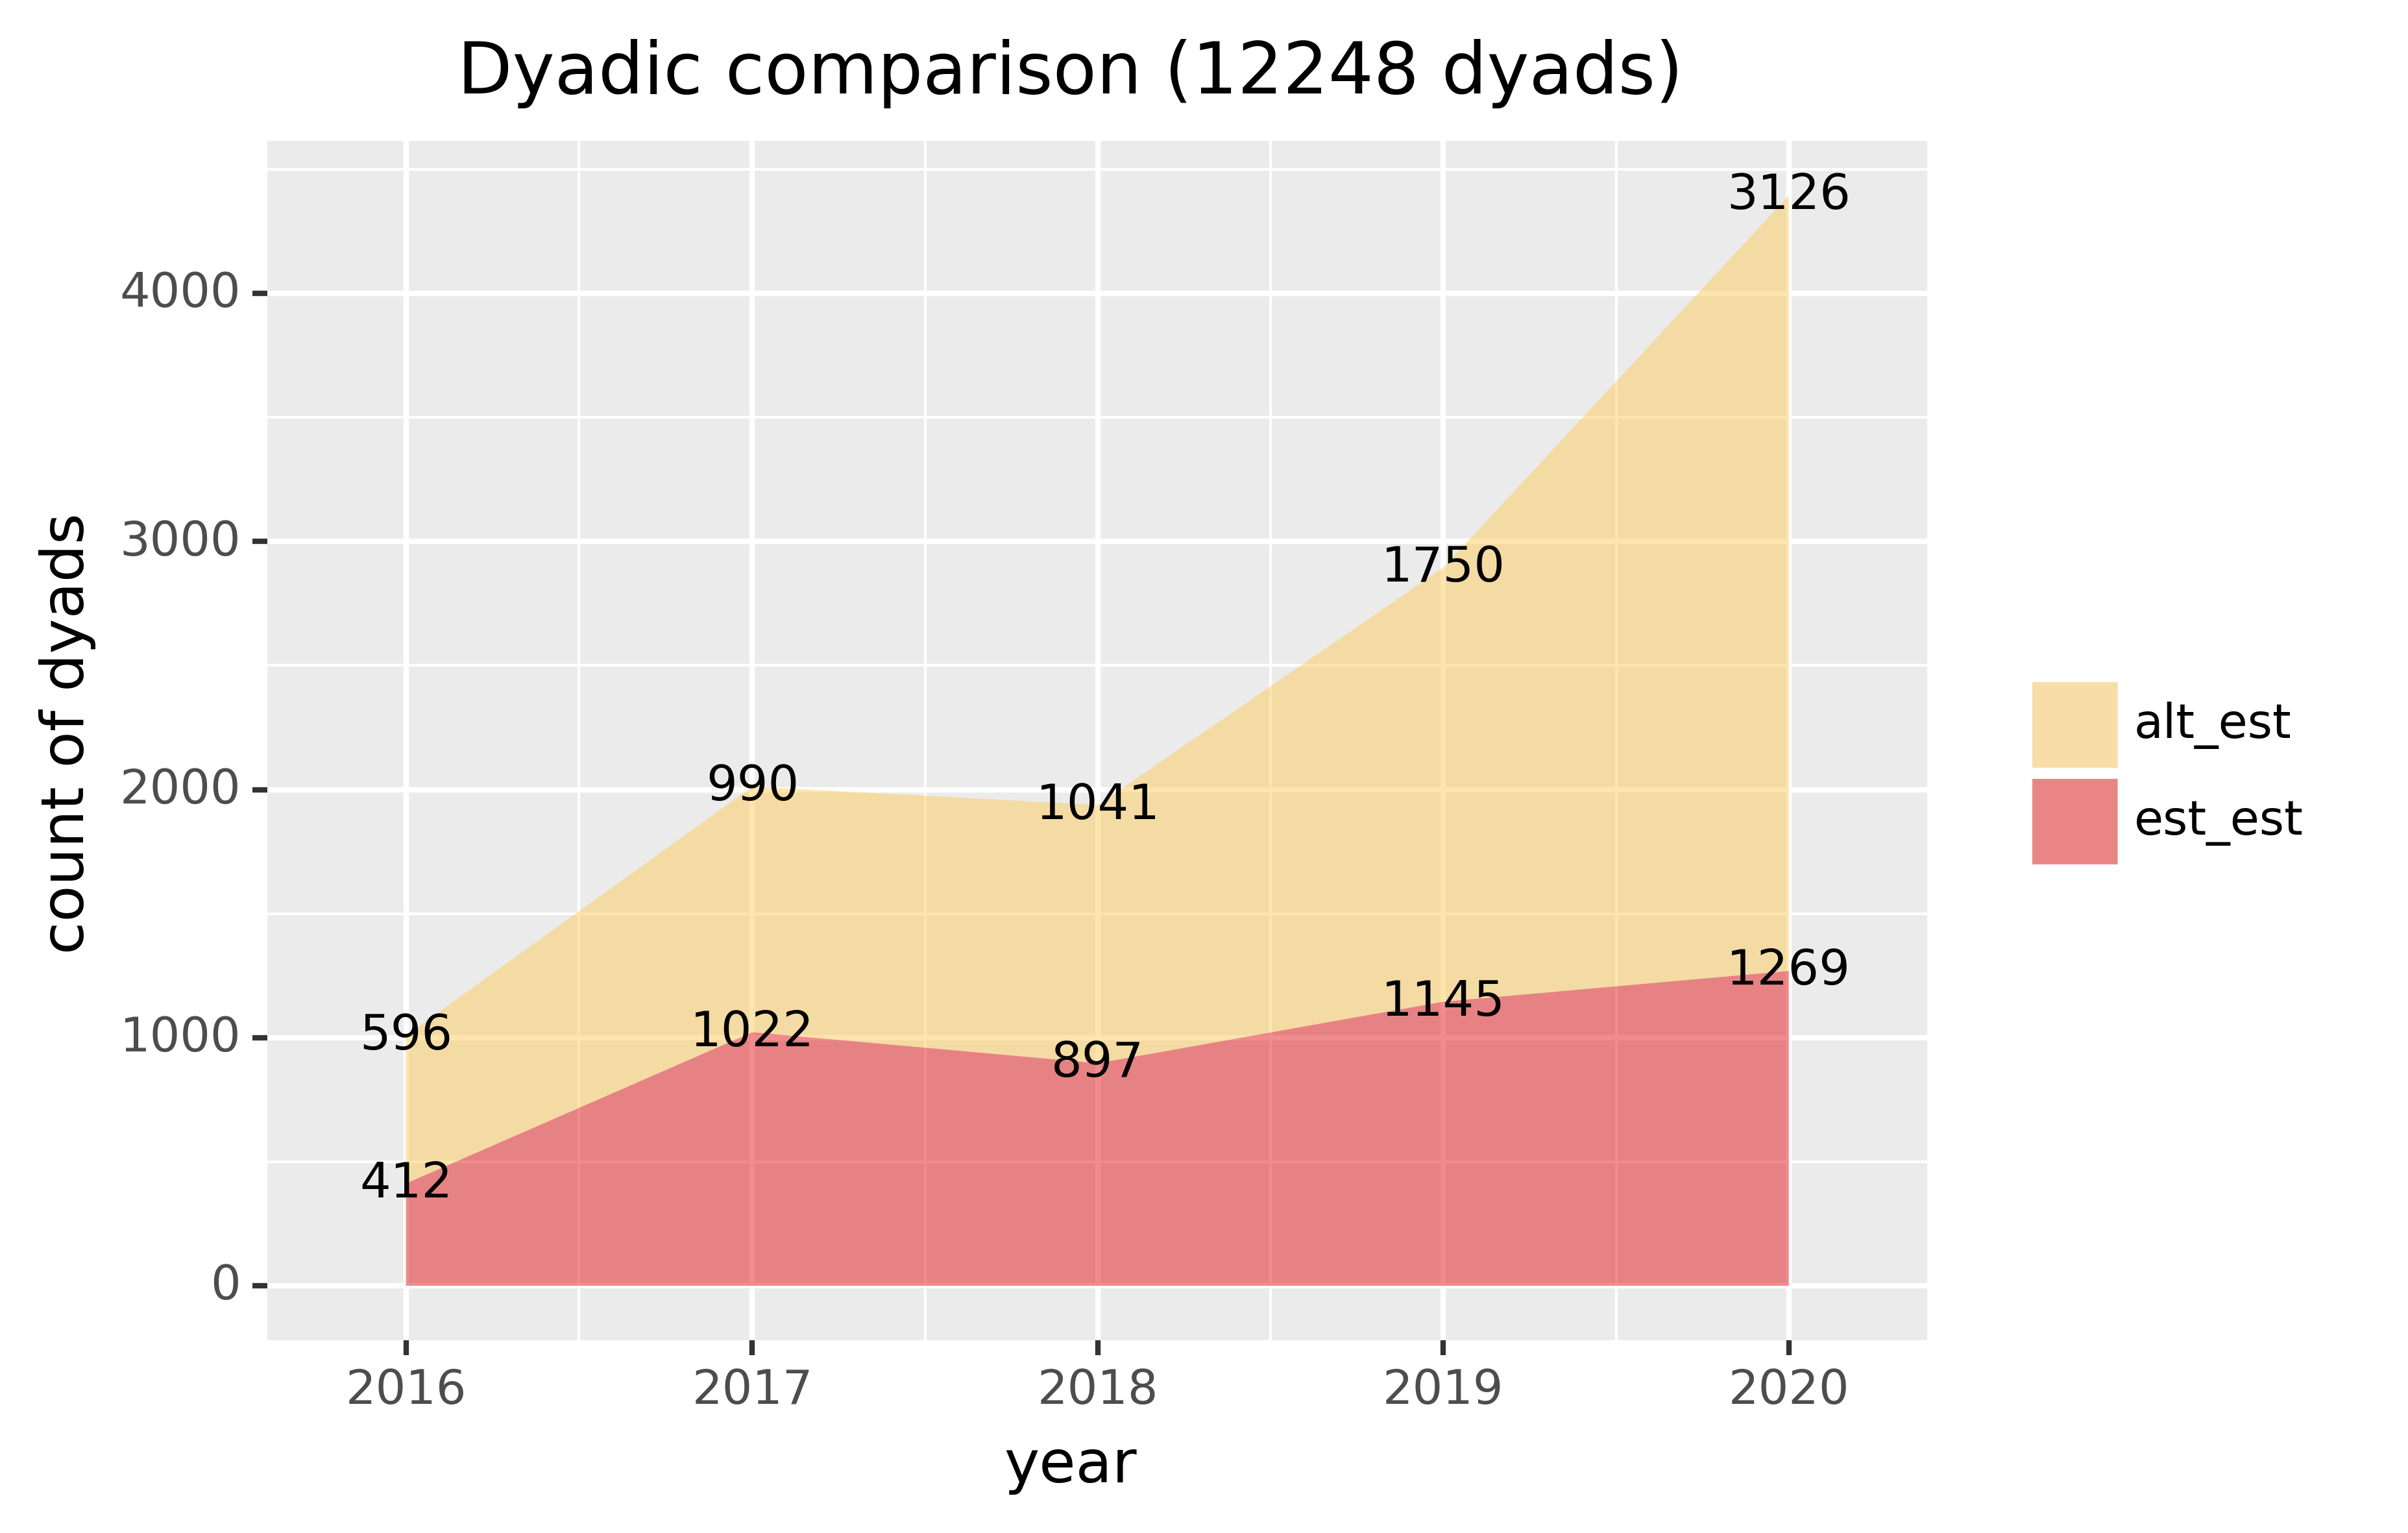 Dyadic comparison (12248 dyads)
count of dyads
4000
3000
2000
1000
0
3126
1750
990
1041
596
1022
897
1145
1269
412
2016 2017 2018 2019 2020
year
alt_est
est_est